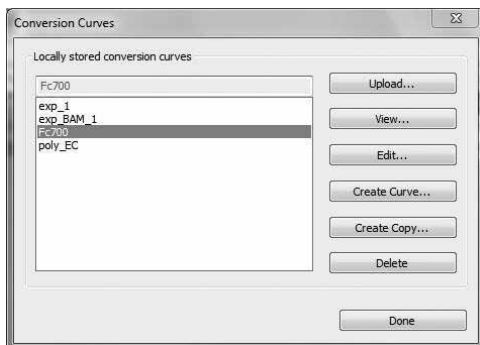 Conversion Curves
Locally stored conversion curves
Fc700
Upload...
exp_1
exp_BAM_1
Fc700
poly_EC
View...
Edit...
Create Curve...
Create Copy...
Delete
Done